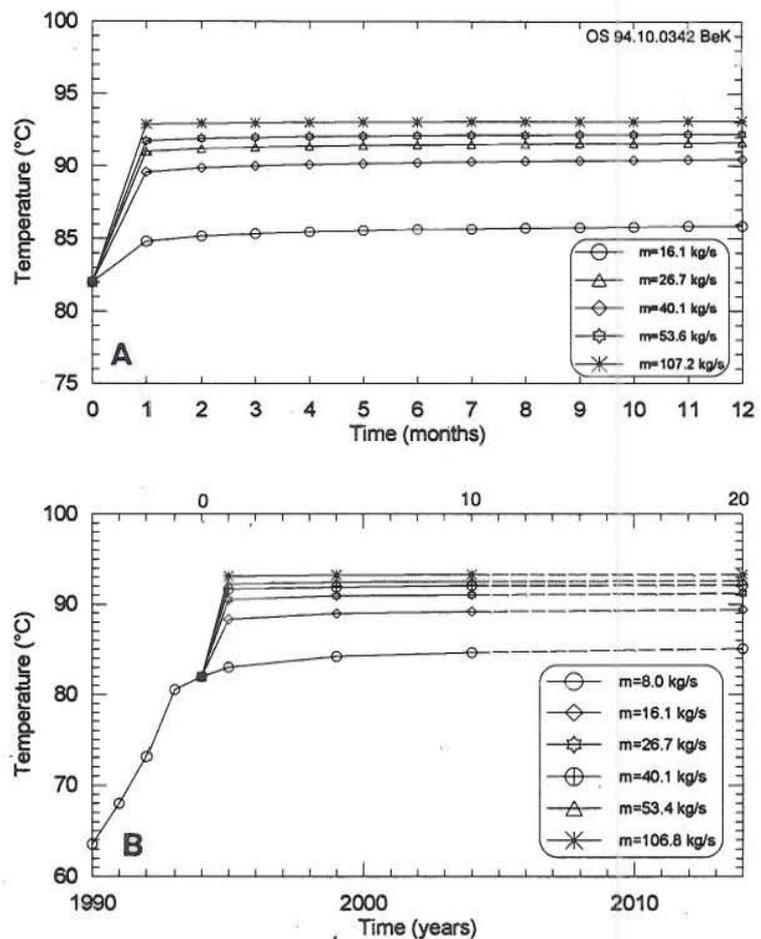 100
95
90
85
80
75
Temperature (°C)
OS 94.10.0342 BeK
m=16.1 kg/s
m=26.7 kg/s
m=40.1 kg/s
m=53.6 kg/s
m=107.2 kg/s
A
0 1 2 3 4 5 6 7 8 9 10 11 12
Time (months)
0 10 20
100
90
80
70
60
Temperature (°C)
m=8.0 kg/s
m=16.1 kg/s
m=26.7 kg/s
m=40.1 kg/s
m=53.4 kg/s
m=106.8 kg/s
B
1990 2000 2010
Time (years)